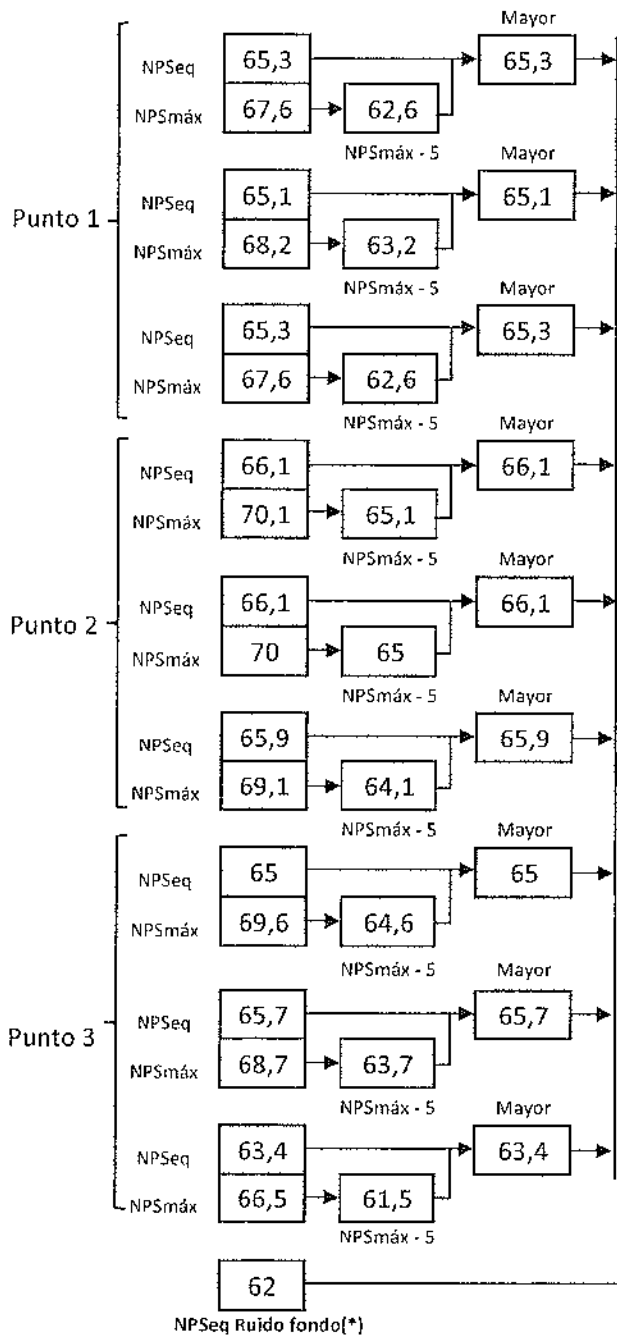 Mayor
NPSeq 65,3 65,3
NPSmáx 67,6 62,6
NPSmáx - 5
Mayor
NPSeq 65,1 65,1
Punto 1
NPSmáx 68,2 63,2
NPSmáx - 5
Mayor
NPSeq 65,3 65,3
NPSmáx 67,6 62,6
NPSmáx - 5
Mayor
NPSeq 66,1 66,1
NPSmáx 70,1 65,1
NPSmáx - 5
Mayor
NPSeq 66,1 66,1
Punto 2
NPSmáx 70 65
NPSmáx - 5
Mayor
NPSeq 65,9 65,9
NPSmáx 69,1 64,1
NPSmáx - 5
Mayor
NPSeq 65 65
NPSmáx 69,6 64,6
NPSmáx - 5
Mayor
NPSeq 65,7 65,7
Punto 3
NPSmáx 68,7 63,7
NPSmáx - 5
Mayor
NPSeq 63,4 63,4
NPSmáx 66,5 61,5
NPSmáx - 5
62
NPSeq Ruido fondo(*)